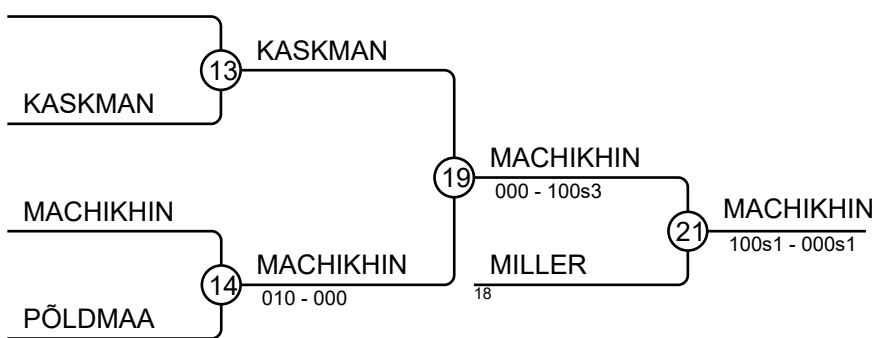 KASKMAN
13
KASKMAN
MACHIKHIN
19
000 - 100s3
MACHIKHIN
MACHIKHIN
21
100s1 - 000s1
MACHIKHIN
14
010 - 000
MILLER
18
PÕLDMAA